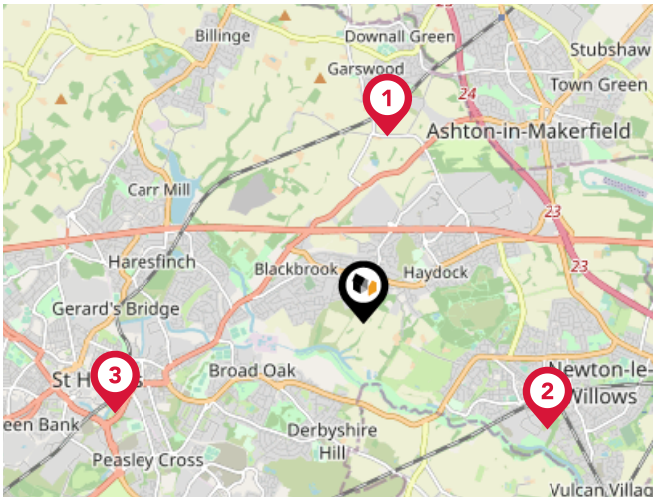 23
Billinge
Downall Green
Stubshaw
Garswood
Town Green
24
1
Ashton-in-Makerfield
Carr Mill
23
Haresfinch
Blackbrook
Haydock
23
Gerard's Bridge
St H
s
3
Broad Oak
Newton-le-
Willows
2
een Bank
Derbyshire
Hill
Peasley Cross
Vulcan Villag